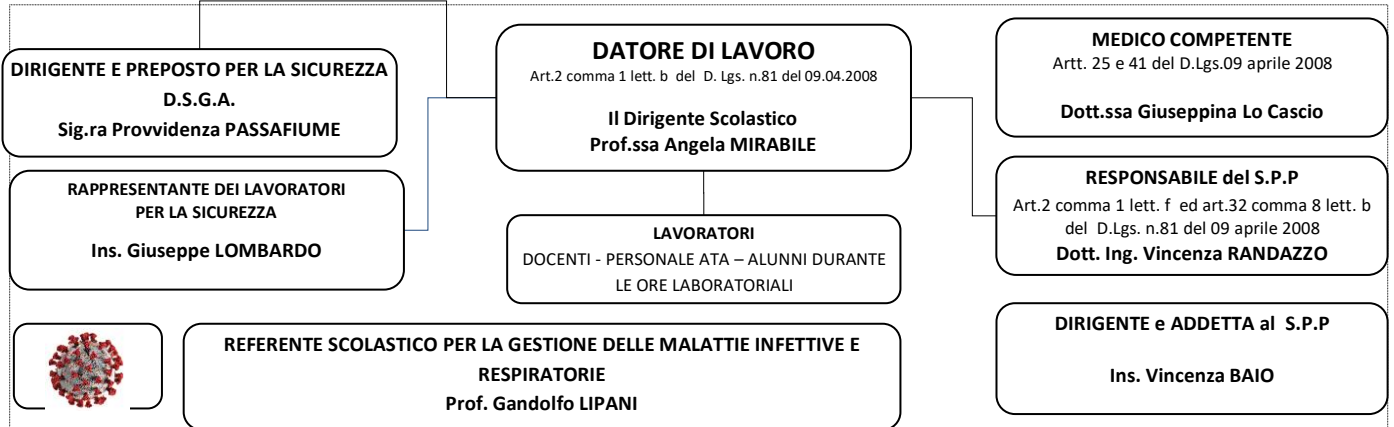 DIRIGENTE E PREPOSTO PER LA SICUREZZA
D.S.G.A.
Sig.ra Provvidenza PASSAFIUME
DATORE DI LAVORO
Art.2 comma 1 lett. b del D. Lgs. n.81 del 09.04.2008
Il Dirigente Scolastico
Prof.ssa Angela MIRABILE
MEDICO COMPETENTE
Artt. 25 e 41 del D.Lgs.09 aprile 2008
Dott.ssa Giuseppina Lo Cascio
RAPPRESENTANTE DEI LAVORATORI
PER LA SICUREZZA
Ins. Giuseppe LOMBARDO
LAVORATORI
DOCENTI - PERSONALE ATA – ALUNNI DURANTE
LE ORE LABORATORIALI
RESPONSABILE del S.P.P
Art.2 comma 1 lett. f ed art.32 comma 8 lett. b
del D.Lgs. n.81 del 09 aprile 2008
Dott. Ing. Vincenza RANDAZZO
REFERENTE SCOLASTICO PER LA GESTIONE DELLE MALATTIE INFETTIVE E
RESPIRATORIE
Prof. Gandolfo LIPANI
DIRIGENTE e ADDETTA al S.P.P
Ins. Vincenza BAIO